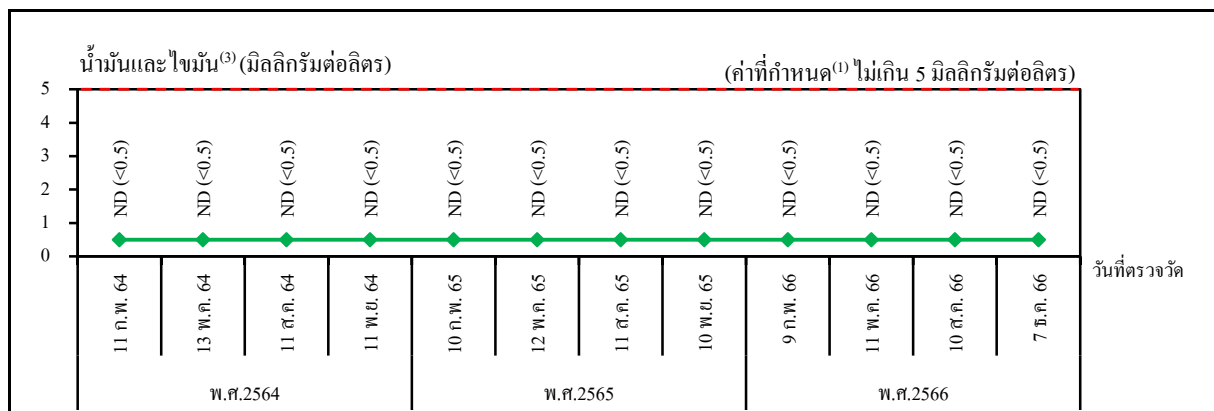 น้ำมันและไขมัน⁽³⁾ (มิลลิกรัมต่อลิตร)
(ค่าที่กำหนด⁽¹⁾ ไม่เกิน 5 มิลลิกรัมต่อลิตร)
5
4
3
2
1
0
ND (<0.5)
ND (<0.5)
ND (<0.5)
ND (<0.5)
ND (<0.5)
ND (<0.5)
ND (<0.5)
ND (<0.5)
ND (<0.5)
ND (<0.5)
ND (<0.5)
ND (<0.5)
วันที่ตรวจวัด
11 ก.พ. 64
13 พ.ค. 64
11 ส.ค. 64
11 พ.ย. 64
10 ก.พ. 65
12 พ.ค. 65
11 ส.ค. 65
10 พ.ย. 65
9 ก.พ. 66
11 พ.ค. 66
10 ส.ค. 66
7 ธ.ค. 66
พ.ศ.2564
พ.ศ.2565
พ.ศ.2566